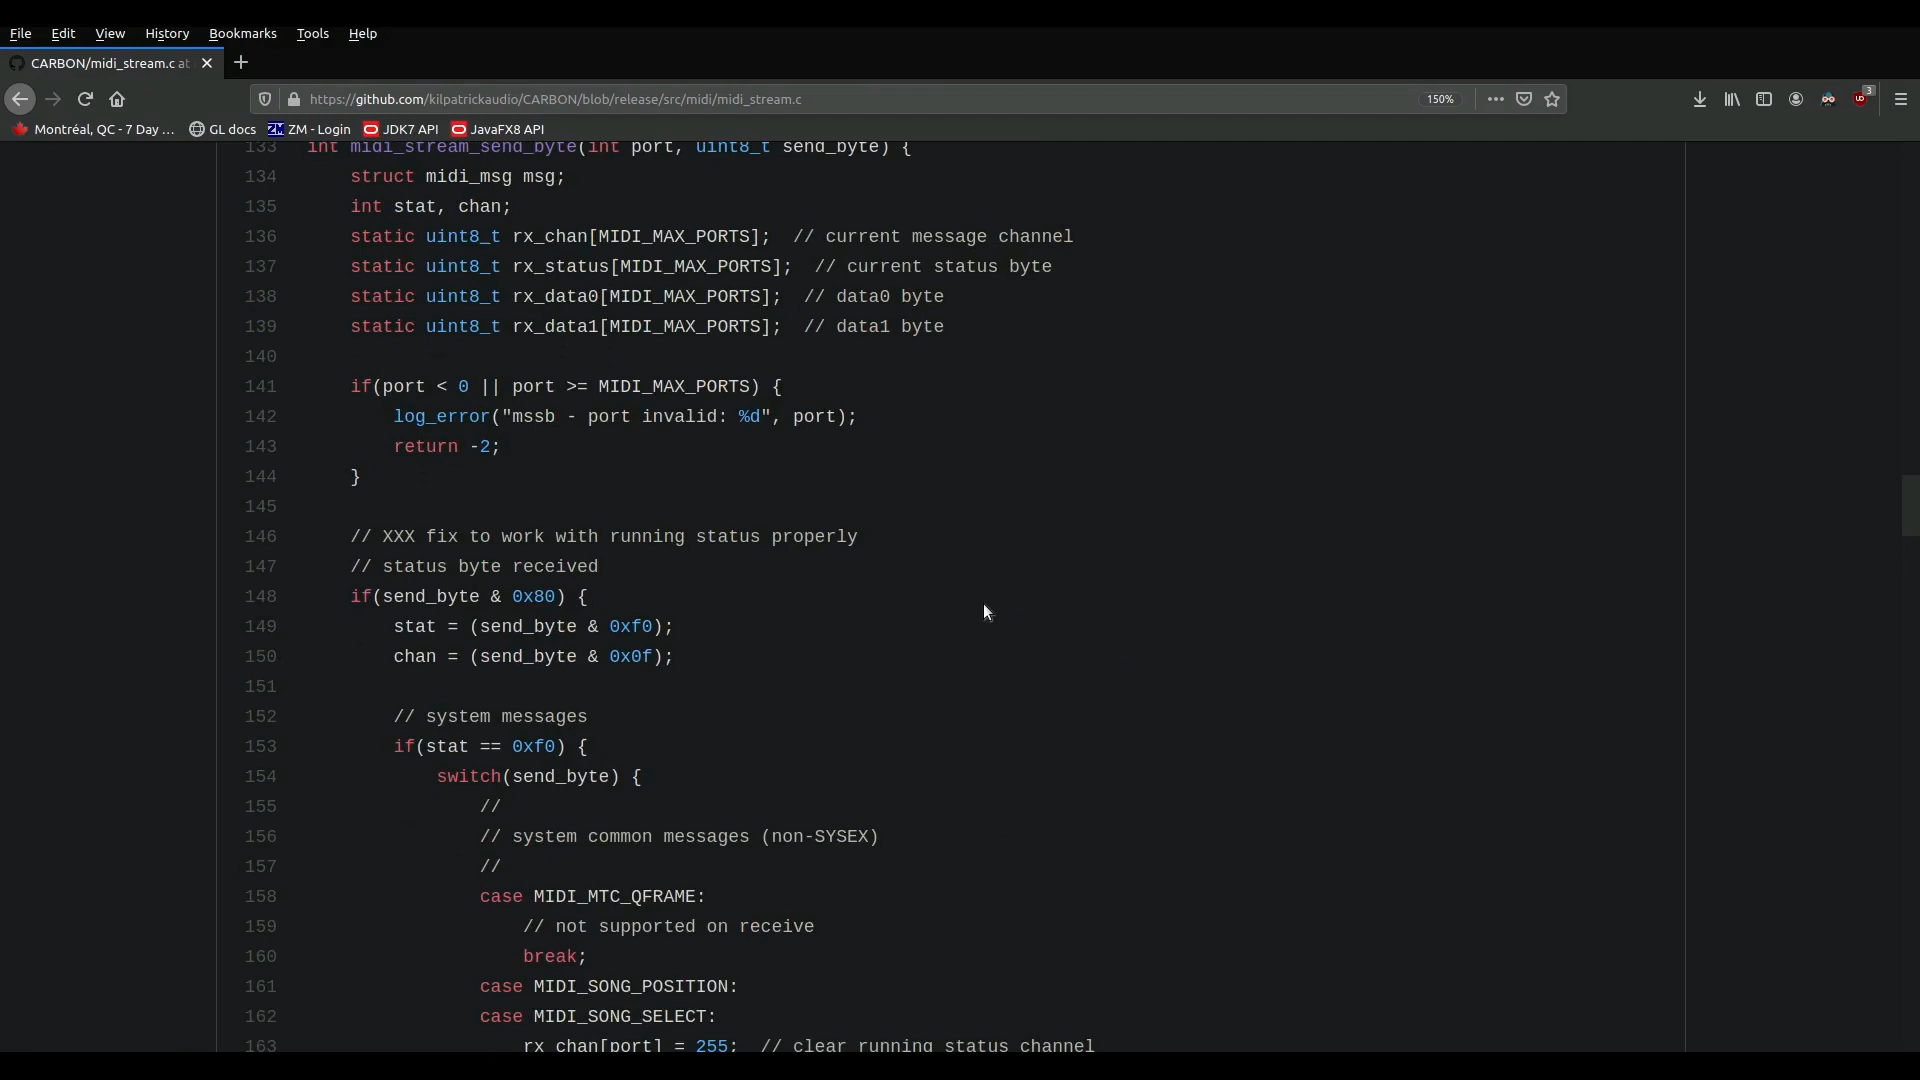 File Edit View History Bookmarks Tools Help
CARBON/midi_stream.c at
https://github.com/kilpatrickaudio/CARBON/blob/release/src/midi/midi_stream.c 150% 3
Montréal, QC - 7 Day ... GL docs ZM - Login JDK7 API JavaFX8 API
133 int midi_stream_send_byte(int port, uint8_t send_byte) {
134 struct midi_msg msg;
135 int stat, chan;
136 static uint8_t rx_chan[MIDI_MAX_PORTS]; // current message channel
137 static uint8_t rx_status[MIDI_MAX_PORTS]; // current status byte
138 static uint8_t rx_data0[MIDI_MAX_PORTS]; // data0 byte
139 static uint8_t rx_data1[MIDI_MAX_PORTS]; // data1 byte
140
141 if(port < 0 || port >= MIDI_MAX_PORTS) {
142 log_error("mssb - port invalid: %d", port);
143 return -2;
144 }
145
146 // XXX fix to work with running status properly
147 // status byte received
148 if(send_byte & 0x80) {
149 stat = (send_byte & 0xf0);
150 chan = (send_byte & 0x0f);
151
152 // system messages
153 if(stat == 0xf0) {
154 switch(send_byte) {
155 //
156 // system common messages (non-SYSEX)
157 //
158 case MIDI_MTC_QFRAME:
159 // not supported on receive
160 break;
161 case MIDI_SONG_POSITION:
162 case MIDI_SONG_SELECT:
163 rx_chan[port] = 255; // clear running status channel